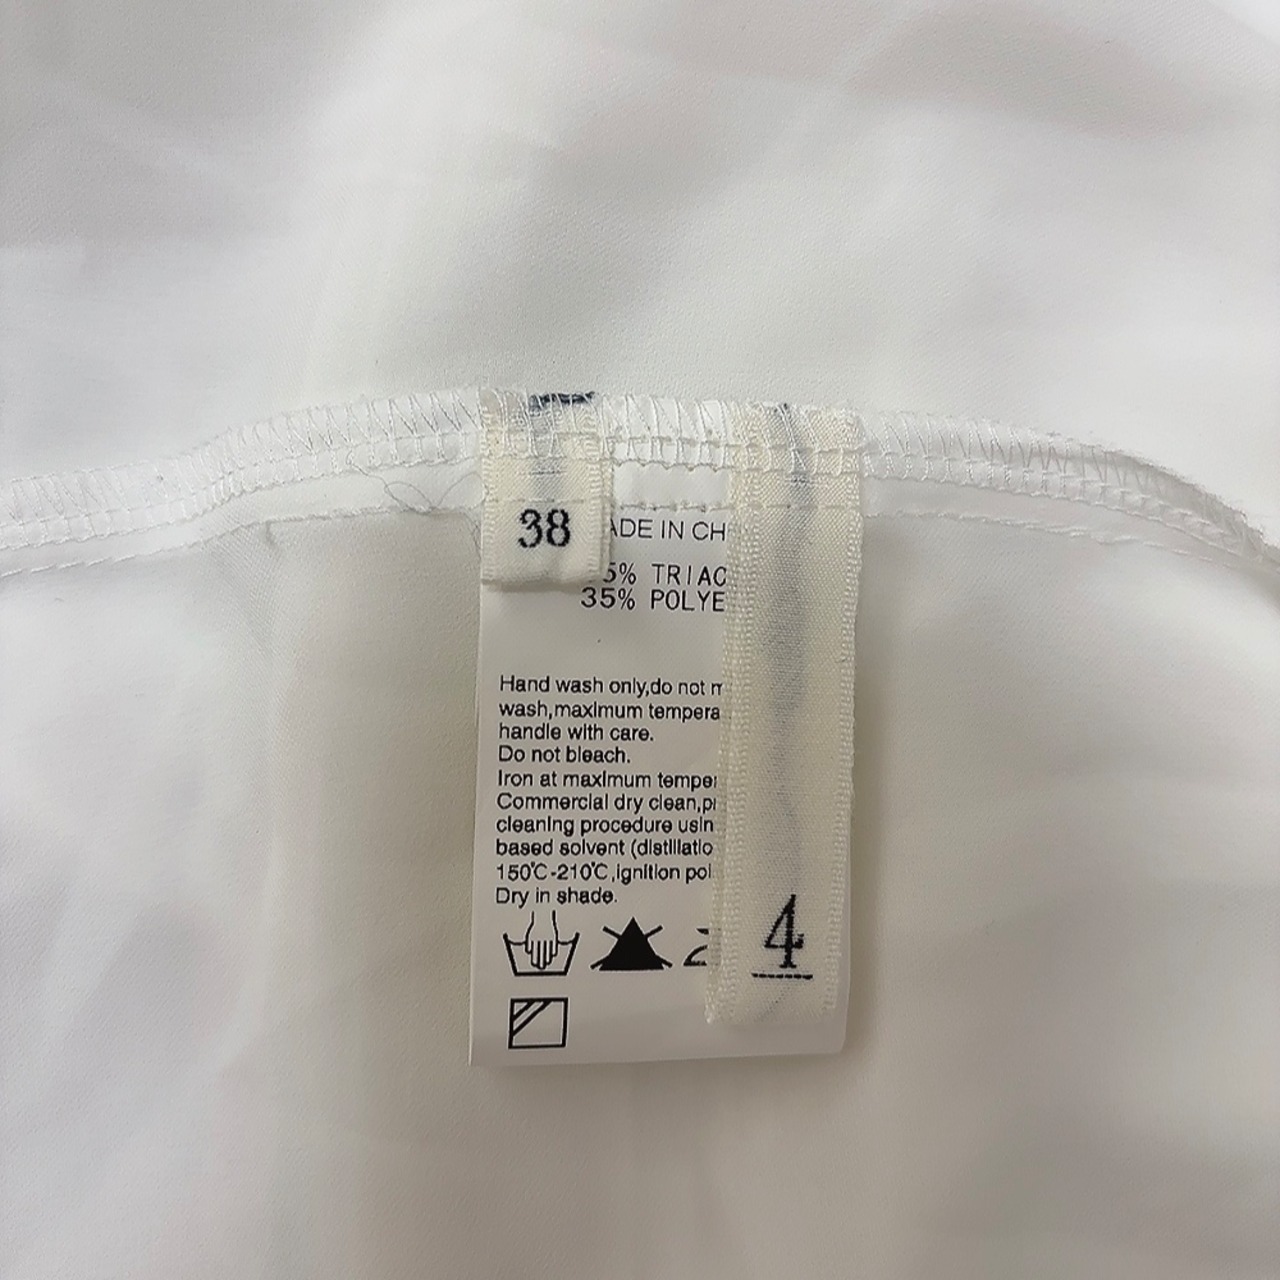 38
ADE IN CH
5% TRIAC
35% POLYE
Hand wash only,do not m
wash,maximum tempera
handle with care.
Do not bleach.
Iron at maximum temper
Commercial dry clean,pr
cleaning procedure usin
based solvent (distillatio
150℃-210℃,ignition poi
Dry in shade.
4